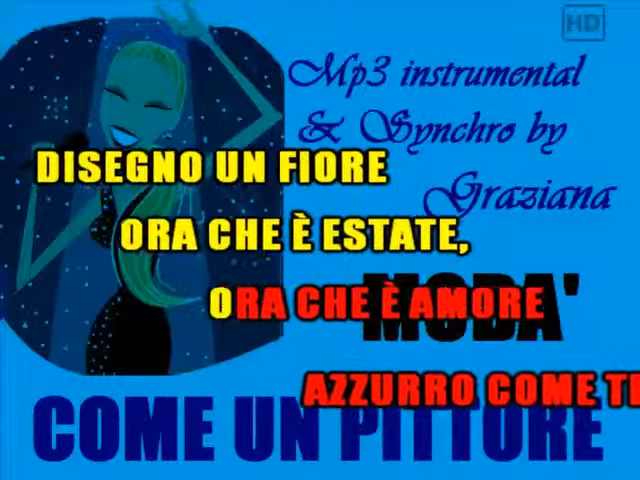 HD
Mp3 instrumental
& Synchro by
Graziana
DISEGNO UN FIORE
ORA CHE È ESTATE,
ORA CHE È AMORE
MODA'
AZZURRO COME TE
COME UN PITTORE